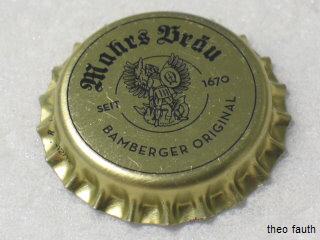 Mahrs Bräu
SEIT 1670
BAMBERGER ORIGINAL
theo fauth